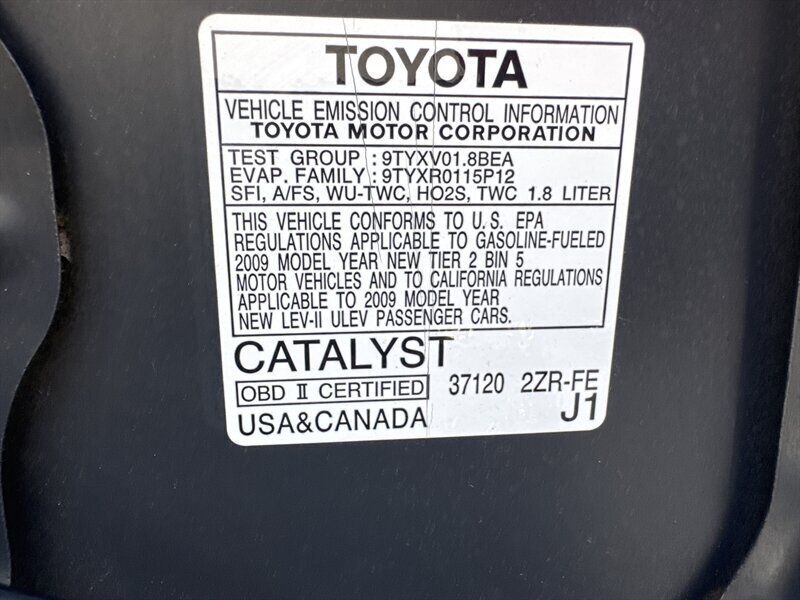 TOYOTA
VEHICLE EMISSION CONTROL INFORMATION
TOYOTA MOTOR CORPORATION
TEST GROUP : 9TYXV01.8BEA
EVAP. FAMILY : 9TYXR0115P12
SFI, A/FS, WU-TWC, HO2S, TWC 1.8 LITER
THIS VEHICLE CONFORMS TO U.S. EPA
REGULATIONS APPLICABLE TO GASOLINE-FUELED
2009 MODEL YEAR NEW TIER 2 BIN 5
MOTOR VEHICLES AND TO CALIFORNIA REGULATIONS
APPLICABLE TO 2009 MODEL YEAR
NEW LEV-II ULEV PASSENGER CARS.
CATALYST
OBD II CERTIFIED 37120 2ZR-FE
USA&CANADA J1